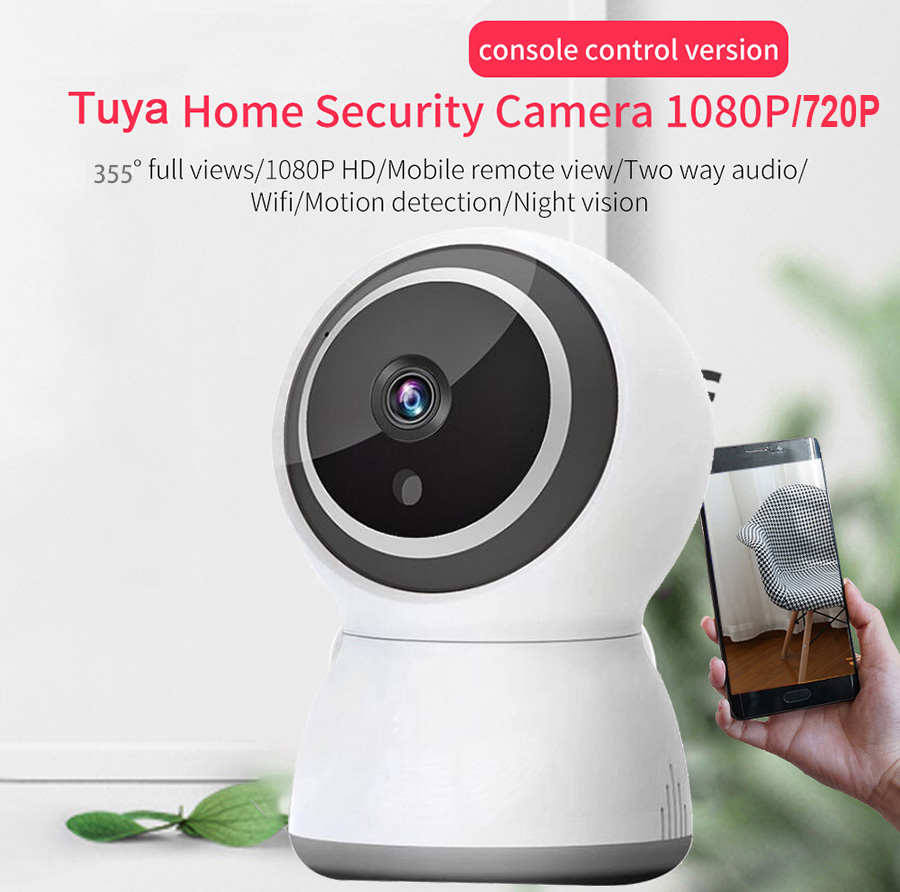 console control version
Tuya Home Security Camera 1080P/720P
355° full views/1080P HD/Mobile remote view/Two way audio/
Wifi/Motion detection/Night vision